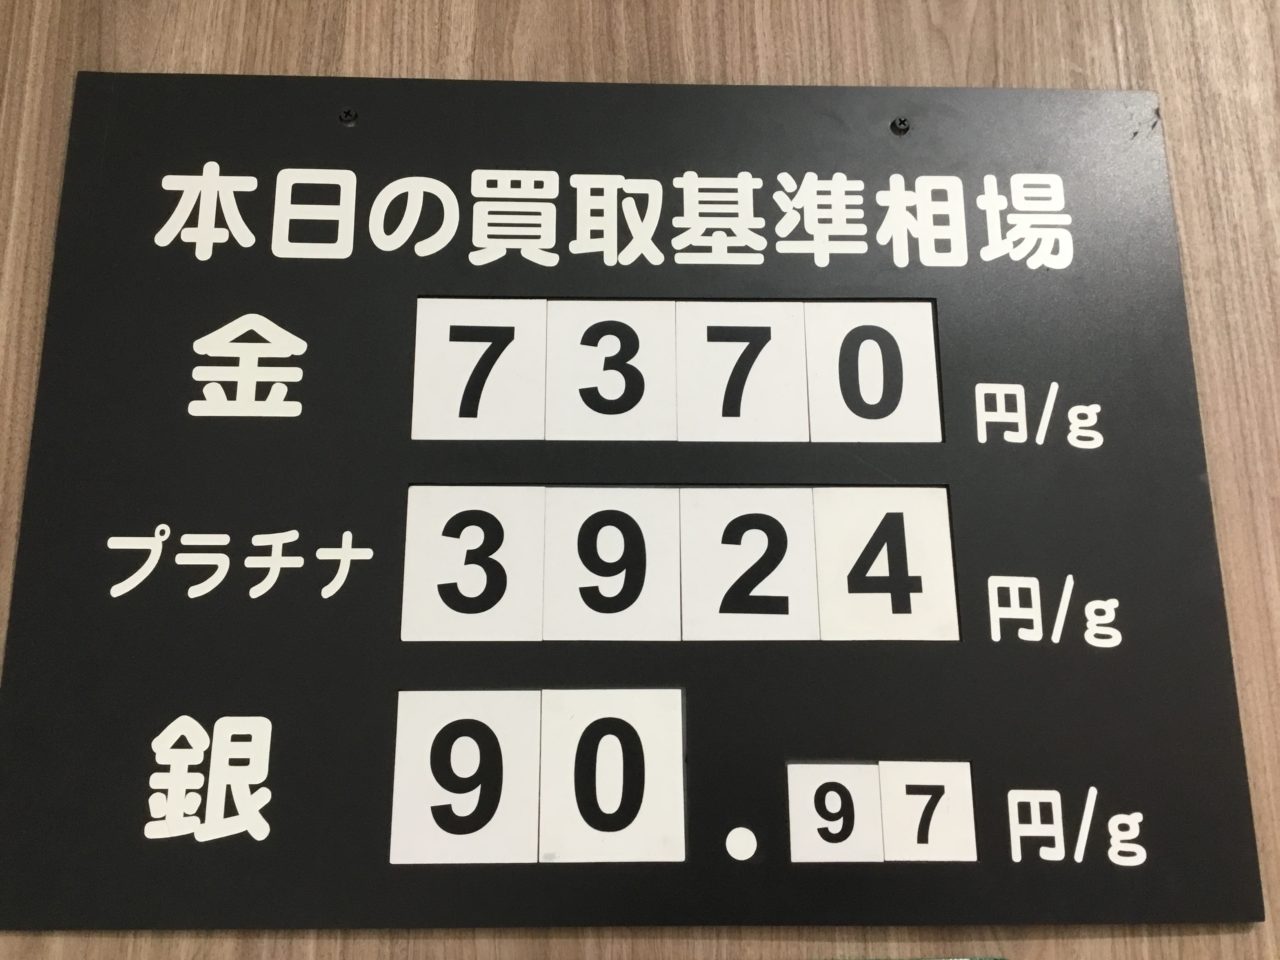 本日の買取基準相場
金 7370 円/g
プラチナ 3924 円/g
銀 90.97 円/g